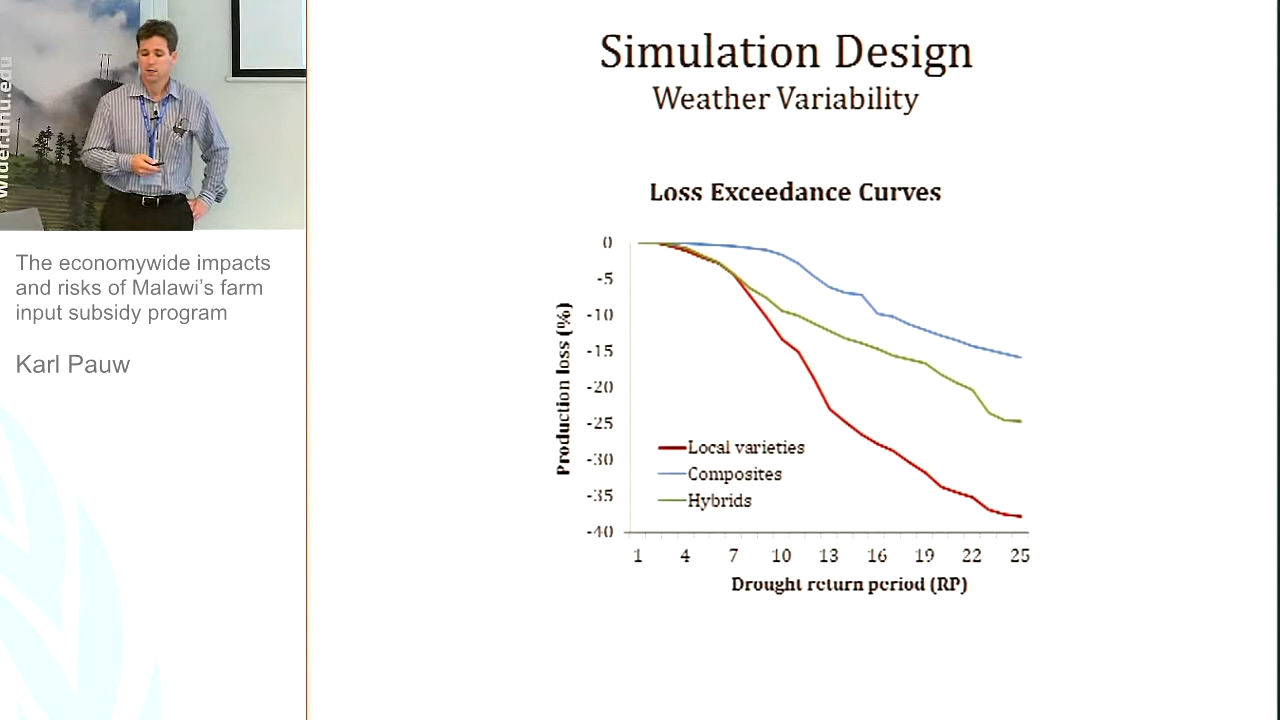 wider.unu.edu
The economywide impacts
and risks of Malawi's farm
input subsidy program
Karl Pauw
Simulation Design
Weather Variability
Loss Exceedance Curves
Production loss (%)
0
-5
-10
-15
-20
-25
-30
-35
-40
Local varieties
Composites
Hybrids
1 4 7 10 13 16 19 22 25
Drought return period (RP)